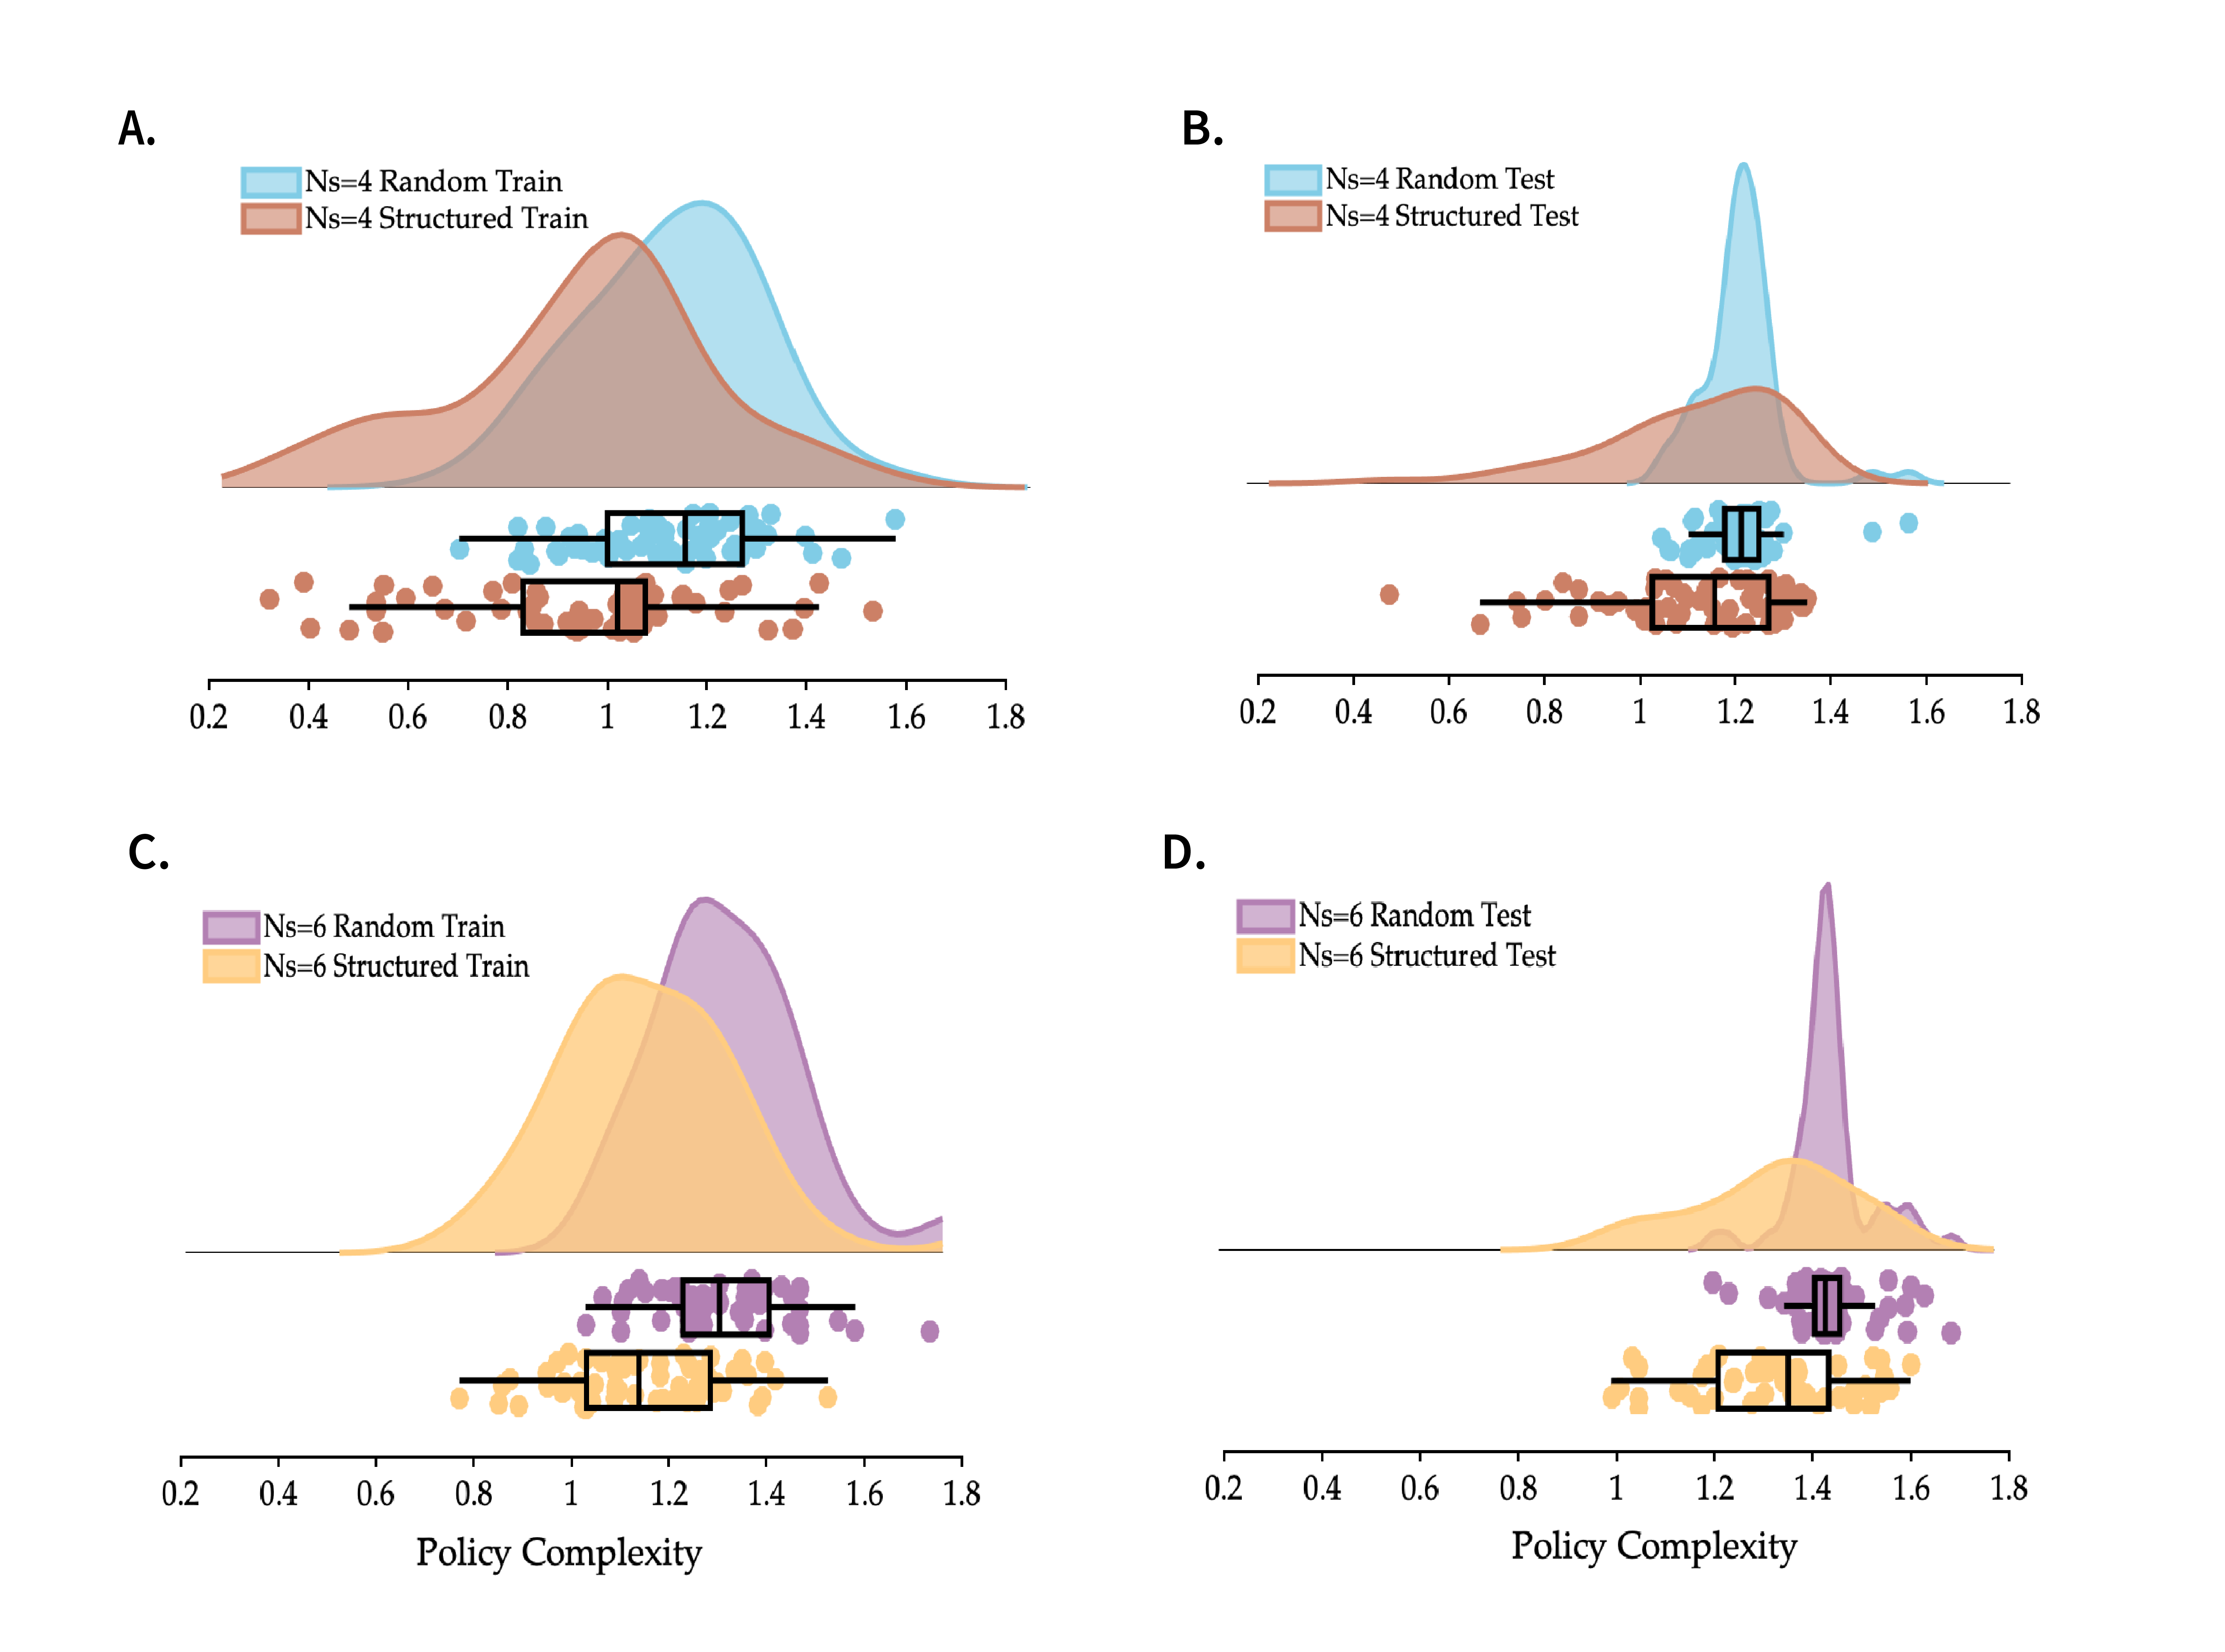 A.
Ns=4 Random Train
Ns=4 Structured Train
0.2 0.4 0.6 0.8 1 1.2 1.4 1.6 1.8
B.
Ns=4 Random Test
Ns=4 Structured Test
0.2 0.4 0.6 0.8 1 1.2 1.4 1.6 1.8
C.
Ns=6 Random Train
Ns=6 Structured Train
0.2 0.4 0.6 0.8 1 1.2 1.4 1.6 1.8
Policy Complexity
D.
Ns=6 Random Test
Ns=6 Structured Test
0.2 0.4 0.6 0.8 1 1.2 1.4 1.6 1.8
Policy Complexity